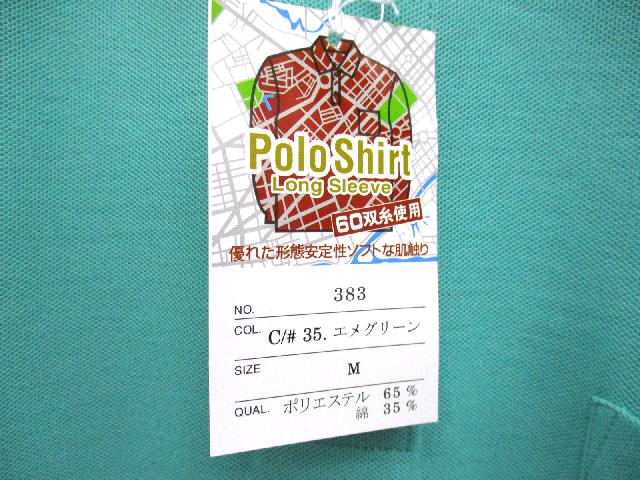 Polo Shirt
Long Sleeve
60双糸使用
優れた形態安定性ソフトな肌触り
NO. 383
COL. C/# 35. エメグリーン
SIZE M
QUAL. ポリエステル 65%
綿 35%